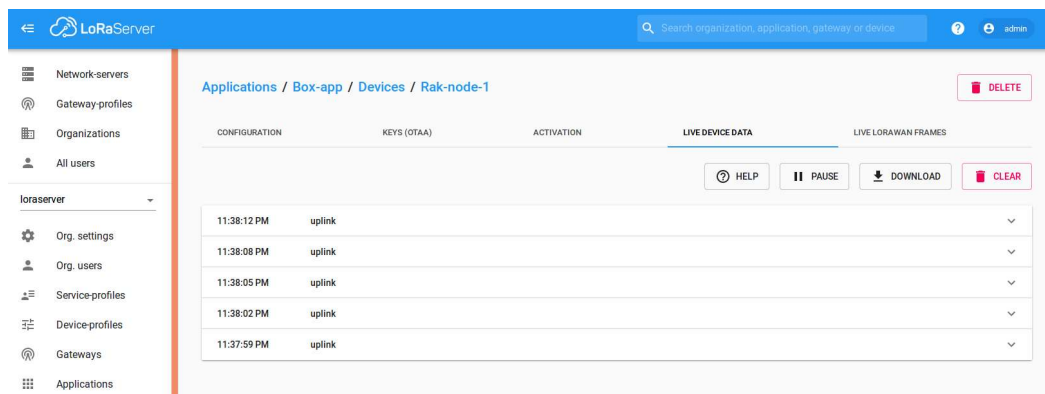 LoRaServer
Search organization, application, gateway or device
? admin
Network-servers
Gateway-profiles
Organizations
All users
loraserver
Org. settings
Org. users
Service-profiles
Device-profiles
Gateways
Applications
Applications / Box-app / Devices / Rak-node-1
DELETE
CONFIGURATION KEYS (OTAA) ACTIVATION LIVE DEVICE DATA LIVE LORAWAN FRAMES
? HELP PAUSE DOWNLOAD CLEAR
11:38:12 PM uplink
11:38:08 PM uplink
11:38:05 PM uplink
11:38:02 PM uplink
11:37:59 PM uplink